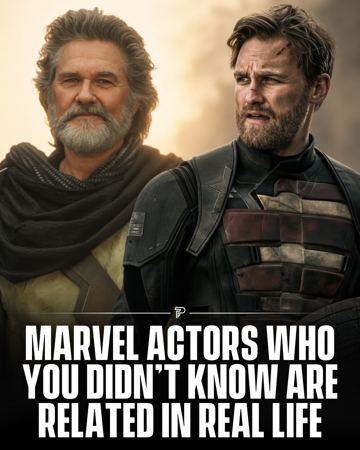 MARVEL ACTORS WHO
YOU DIDN'T KNOW ARE
RELATED IN REAL LIFE